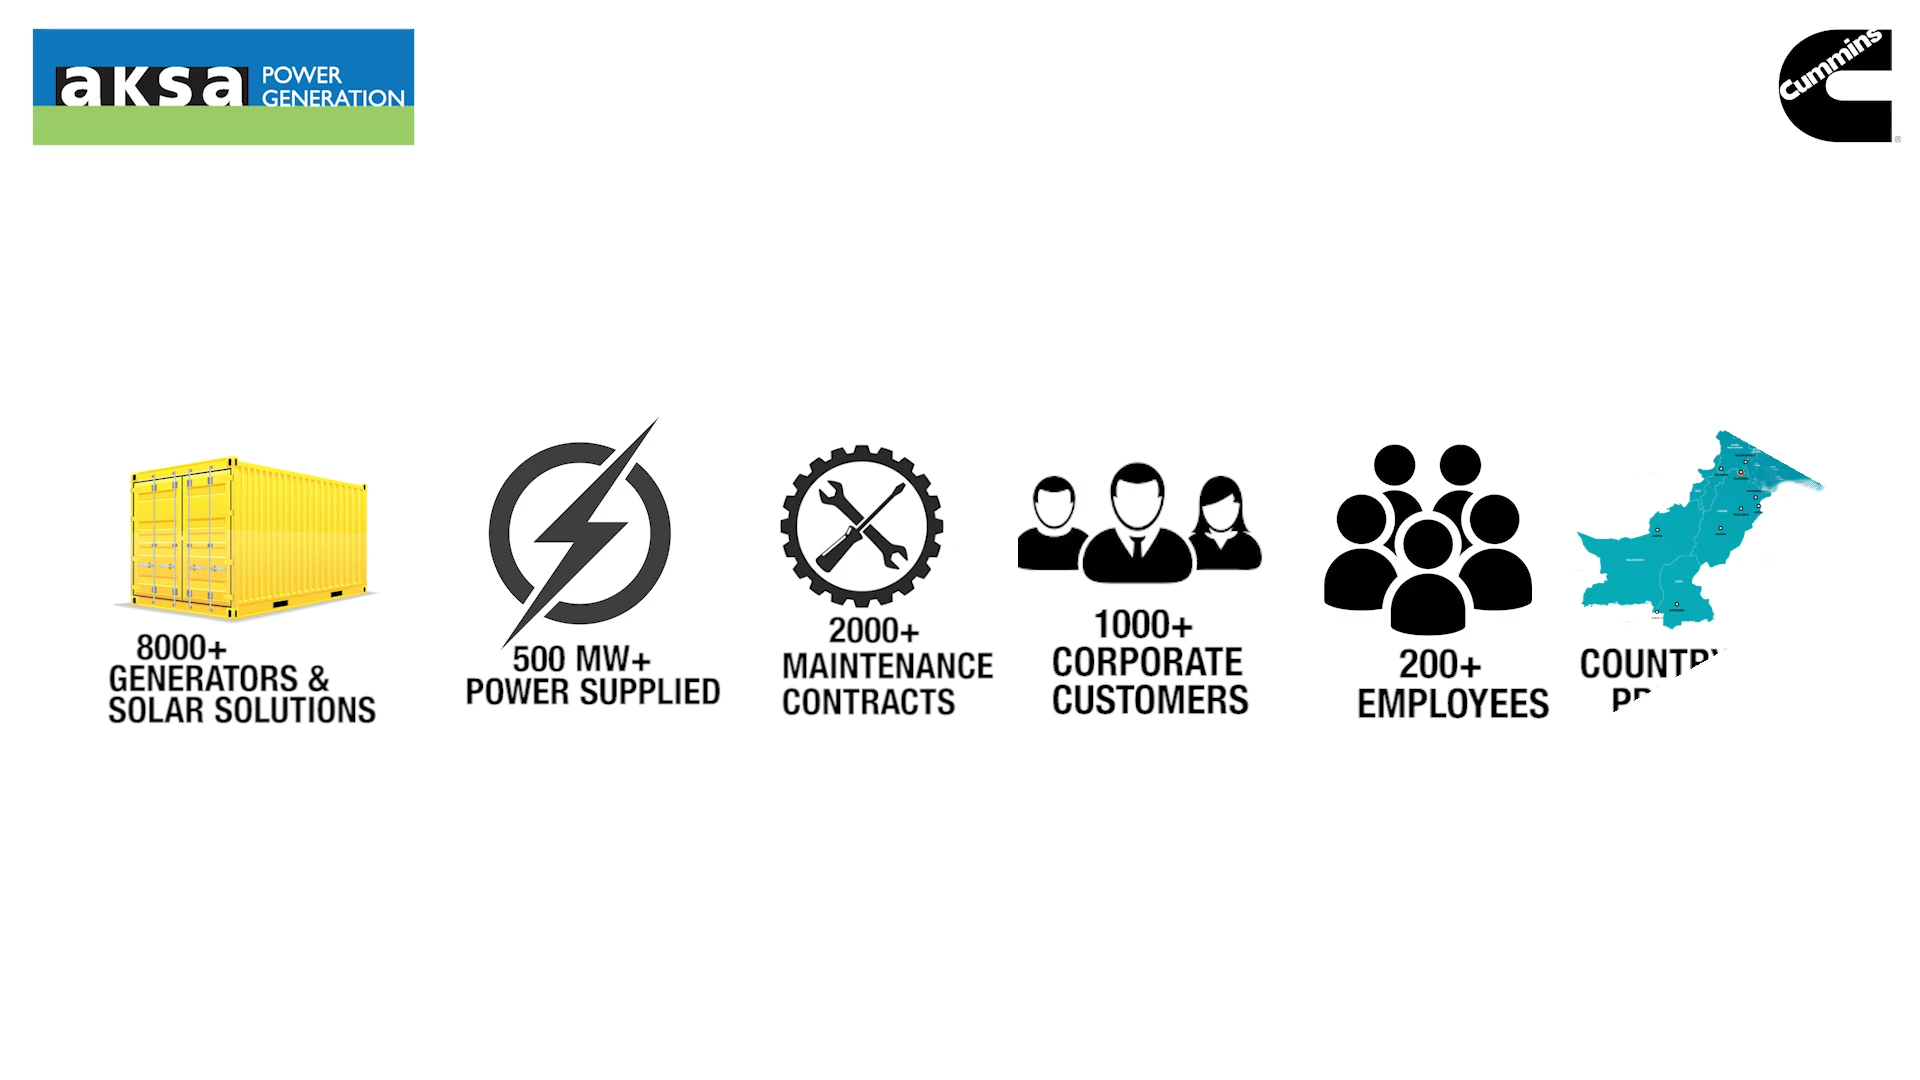 aksa POWER
GENERATION
Cummins
8000+
GENERATORS &
SOLAR SOLUTIONS
500 MW+
POWER SUPPLIED
2000+
MAINTENANCE
CONTRACTS
1000+
CORPORATE
CUSTOMERS
200+
EMPLOYEES